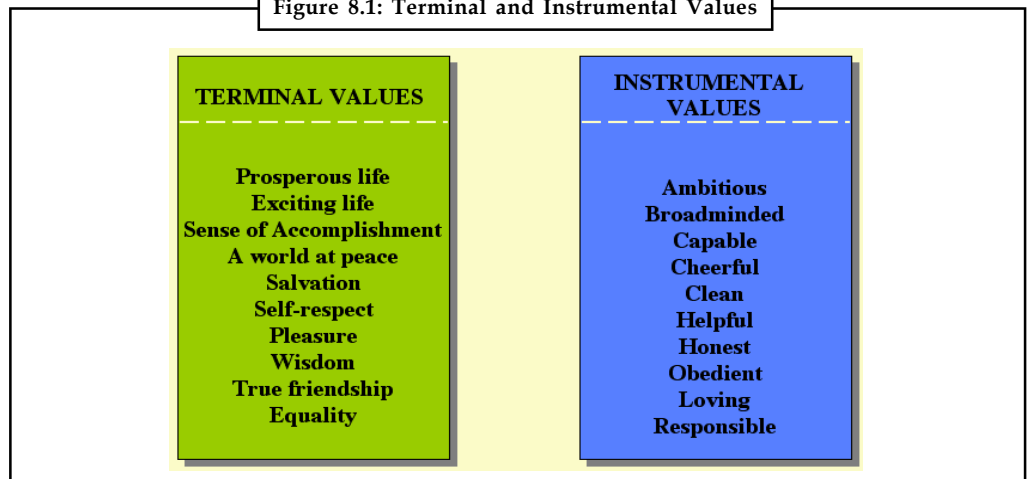 Figure 8.1: Terminal and Instrumental Values
TERMINAL VALUES
Prosperous life
Exciting life
Sense of Accomplishment
A world at peace
Salvation
Self-respect
Pleasure
Wisdom
True friendship
Equality
INSTRUMENTAL
VALUES
Ambitious
Broadminded
Capable
Cheerful
Clean
Helpful
Honest
Obedient
Loving
Responsible